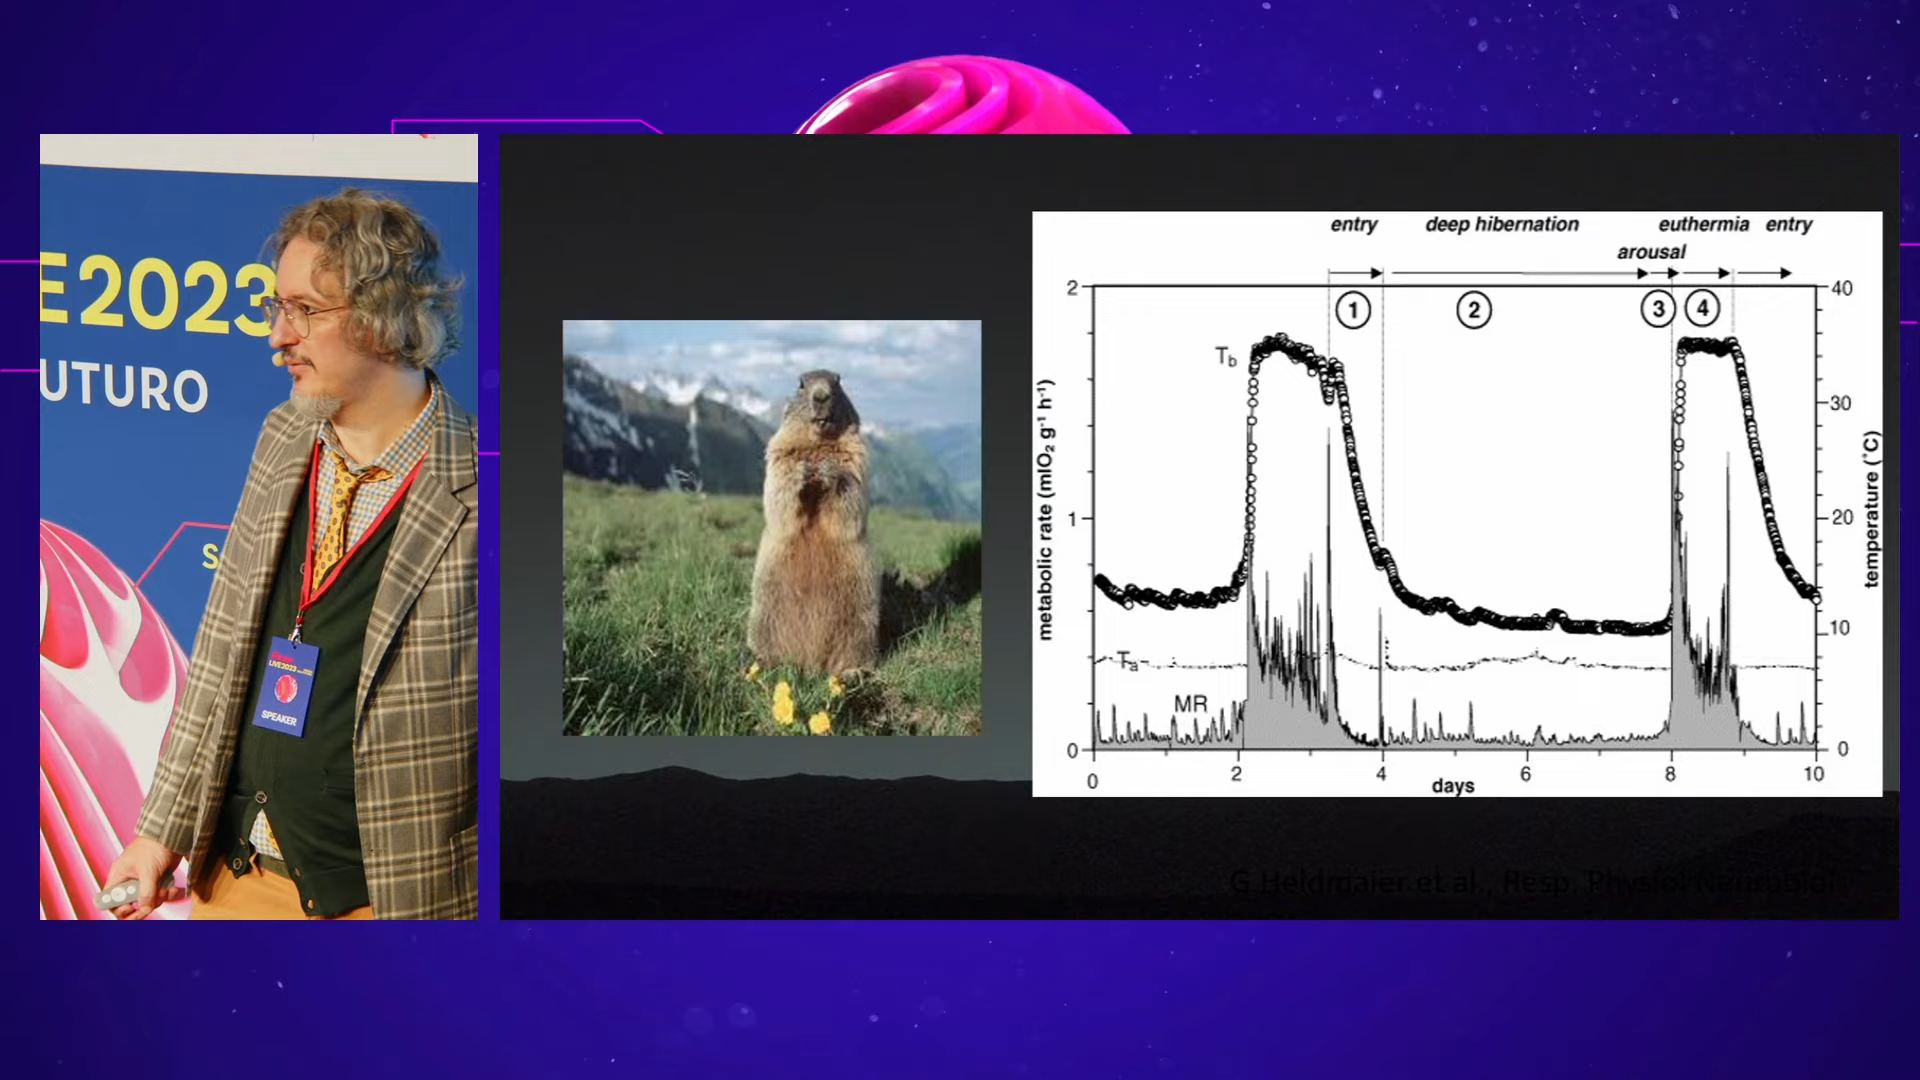 E2023
UTURO
S
LIVE2023
SPEAKER
entry
deep hibernation
euthermia
entry
arousal
2
1
2
3
4
40
Tb
30
1
20
metabolic rate (mlO₂ g⁻¹ h⁻¹)
temperature (°C)
10
Ta
MR
0
0
0
2
4
6
8
10
days
G.Heldmaier et al., Resp. Physiol Neurobiol